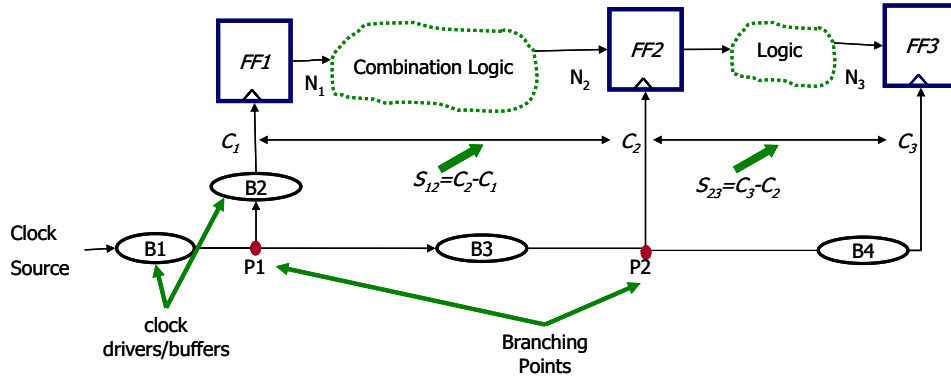 FF1
FF2
FF3
Combination Logic
Logic
N1
N2
N3
C1
C2
C3
S12=C2-C1
S23=C3-C2
B2
Clock
Source
B1
B3
B4
P1
P2
clock
drivers/buffers
Branching
Points